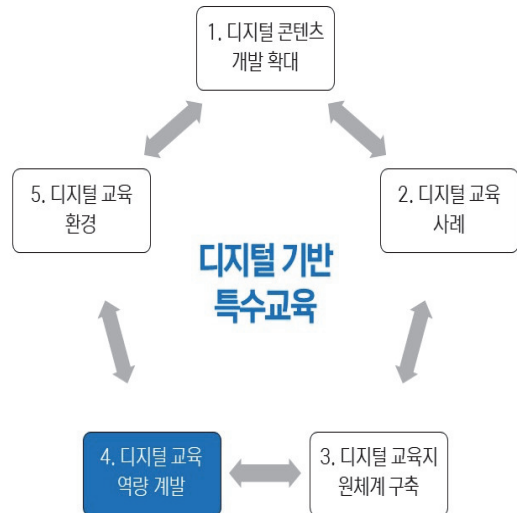 1. 디지털 콘텐츠
개발 확대
5. 디지털 교육
환경
2. 디지털 교육
사례
디지털 기반
특수교육
4. 디지털 교육
역량 계발
3. 디지털 교육지
원체계 구축